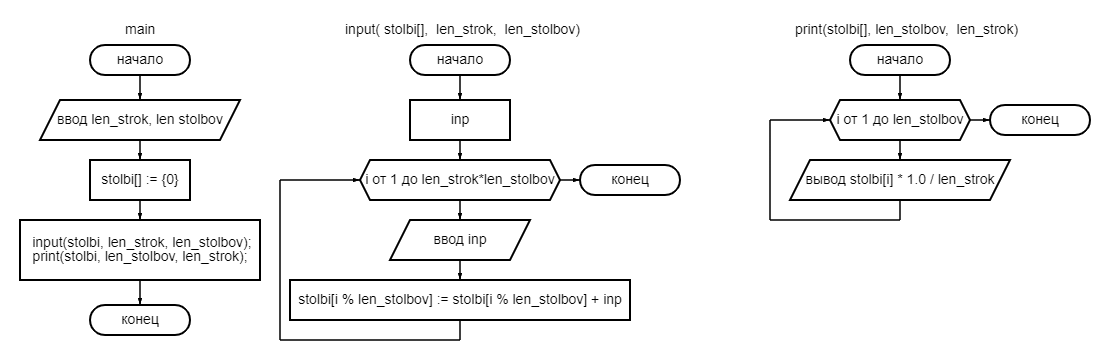 main
начало
ввод len_strok, len stolbov
stolbi[] := {0}
input(stolbi, len_strok, len_stolbov);
print(stolbi, len_stolbov, len_strok);
конец
input( stolbi[], len_strok, len_stolbov)
начало
inp
i от 1 до len_strok*len_stolbov
конец
ввод inp
stolbi[i % len_stolbov] := stolbi[i % len_stolbov] + inp
print(stolbi[], len_stolbov, len_strok)
начало
i от 1 до len_stolbov
конец
вывод stolbi[i] * 1.0 / len_strok